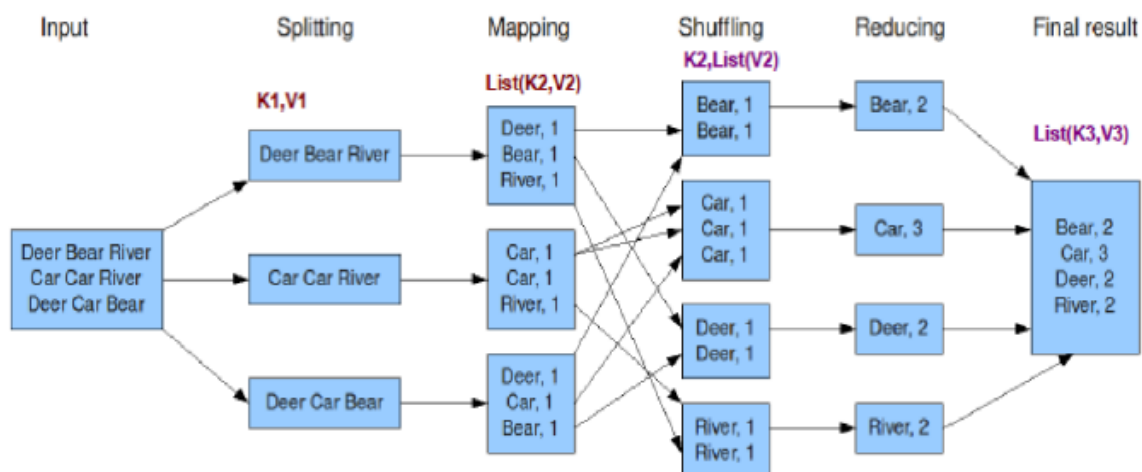 Input
Splitting
Mapping
Shuffling
Reducing
Final result
K1,V1
List(K2,V2)
K2,List(V2)
List(K3,V3)
Deer Bear River
Car Car River
Deer Car Bear
Deer Bear River
Car Car River
Deer Car Bear
Deer, 1
Bear, 1
River, 1
Car, 1
Car, 1
River, 1
Deer, 1
Car, 1
Bear, 1
Bear, 1
Bear, 1
Car, 1
Car, 1
Car, 1
Deer, 1
Deer, 1
River, 1
River, 1
Bear, 2
Car, 3
Deer, 2
River, 2
Bear, 2
Car, 3
Deer, 2
River, 2